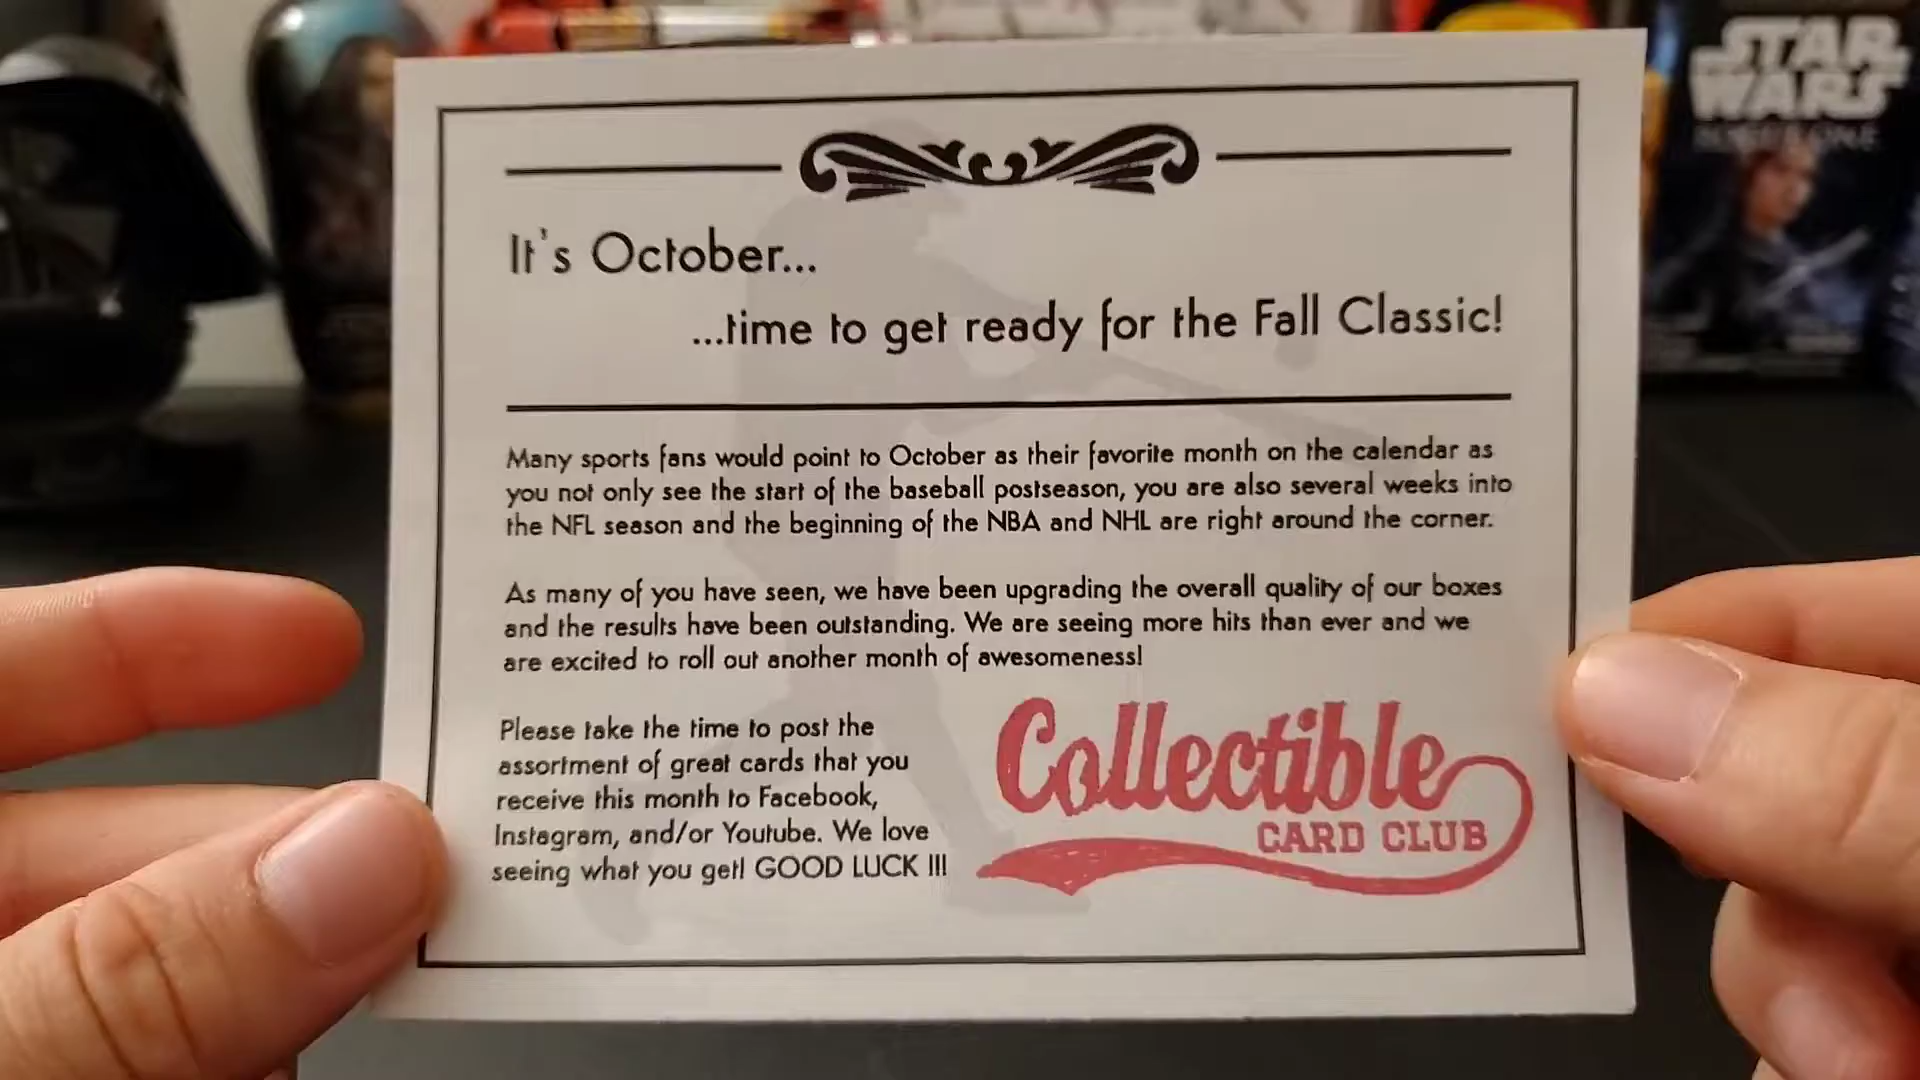 STAR
WARS
ROGUE ONE
It's October...
...time to get ready for the Fall Classic!
Many sports fans would point to October as their favorite month on the calendar as
you not only see the start of the baseball postseason, you are also several weeks into
the NFL season and the beginning of the NBA and NHL are right around the corner.
As many of you have seen, we have been upgrading the overall quality of our boxes
and the results have been outstanding. We are seeing more hits than ever and we
are excited to roll out another month of awesomeness!
Please take the time to post the
assortment of great cards that you
receive this month to Facebook,
Instagram, and/or Youtube. We love
seeing what you get! GOOD LUCK !!!
Collectible
CARD CLUB